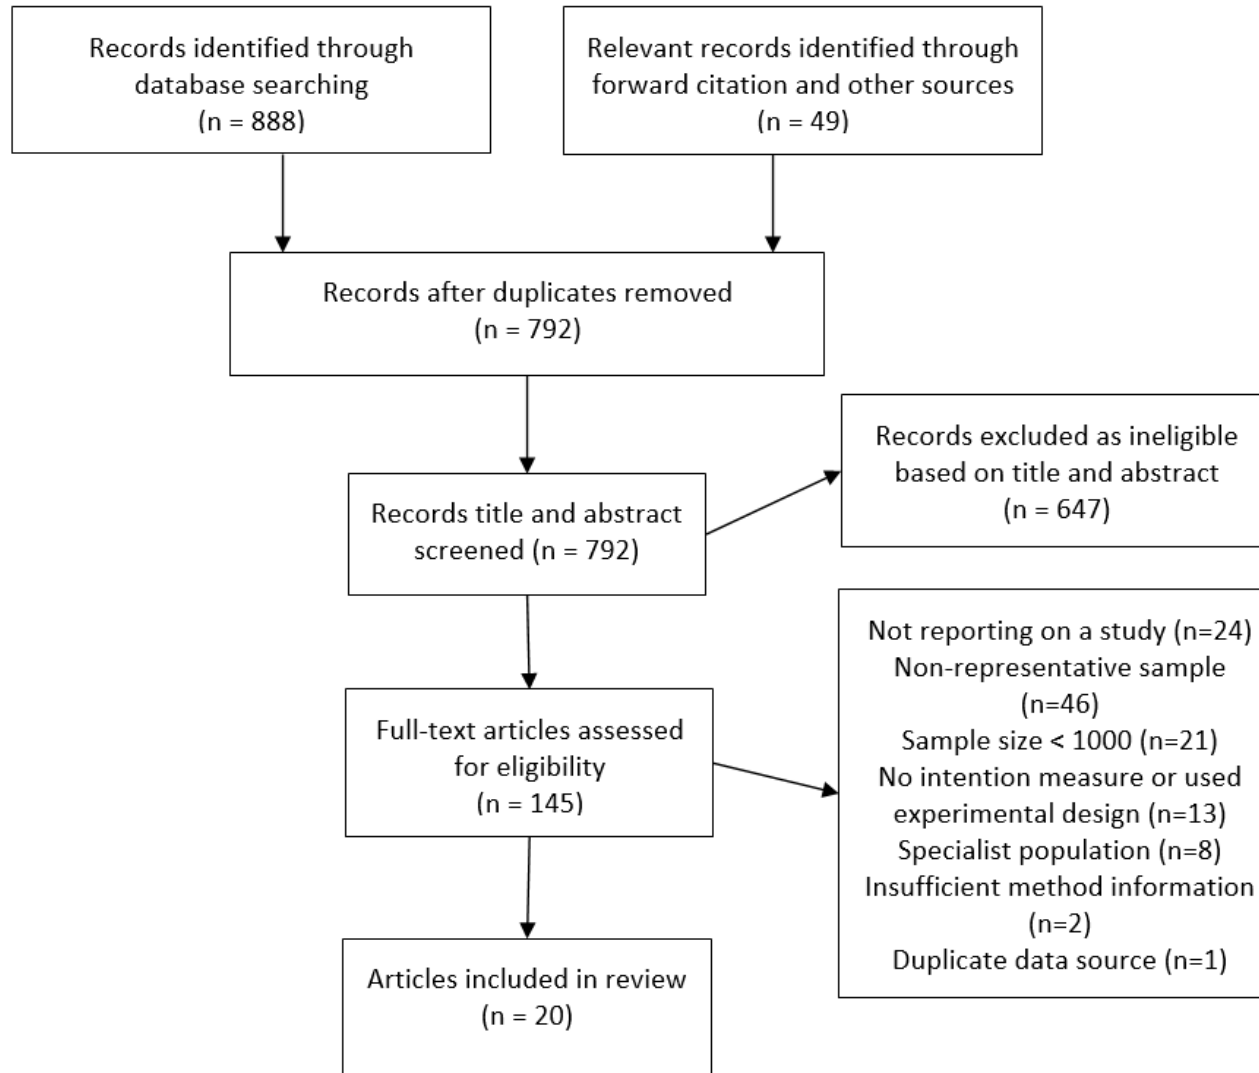 Records identified through
database searching
(n = 888)
Relevant records identified through
forward citation and other sources
(n = 49)
Records after duplicates removed
(n = 792)
Records title and abstract
screened (n = 792)
Records excluded as ineligible
based on title and abstract
(n = 647)
Full-text articles assessed
for eligibility
(n = 145)
Not reporting on a study (n=24)
Non-representative sample
(n=46)
Sample size < 1000 (n=21)
No intention measure or used
experimental design (n=13)
Specialist population (n=8)
Insufficient method information
(n=2)
Duplicate data source (n=1)
Articles included in review
(n = 20)